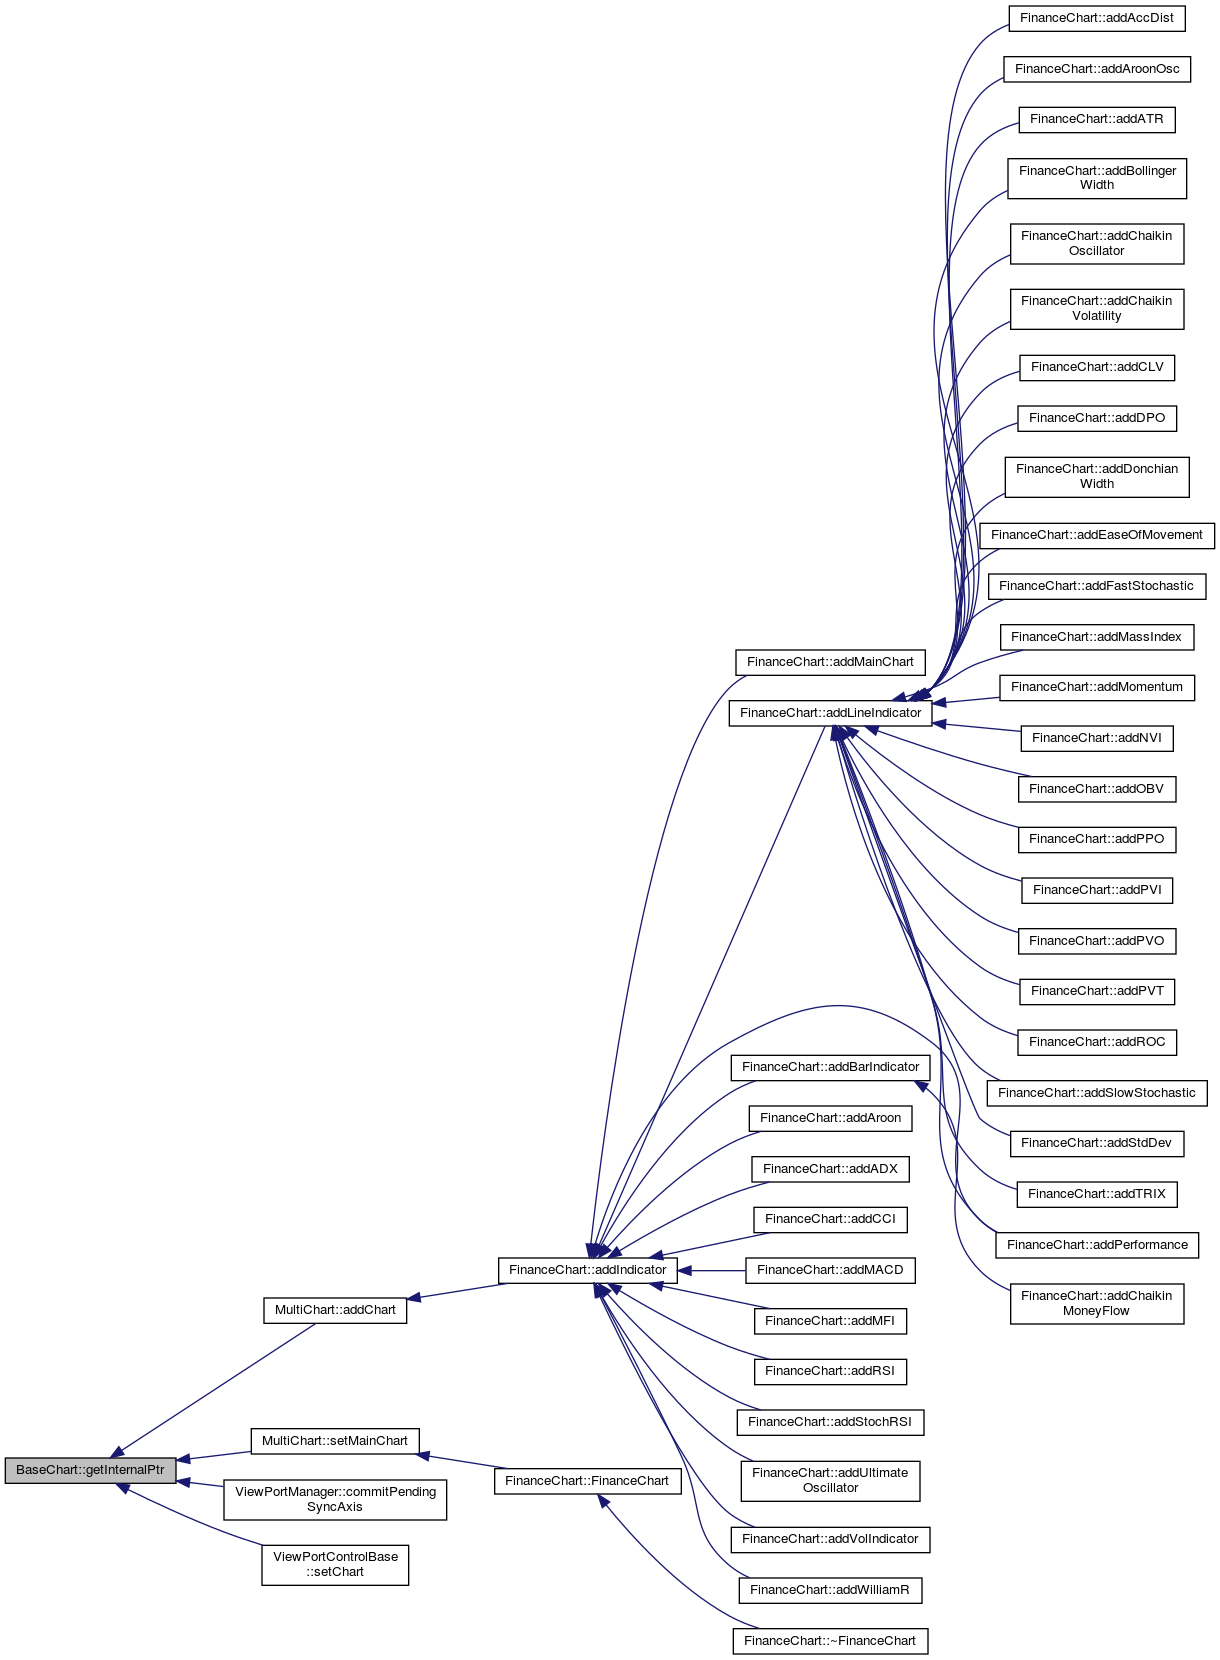 FinanceChart::addAccDist
FinanceChart::addAroonOsc
FinanceChart::addATR
FinanceChart::addBollinger
Width
FinanceChart::addChaikin
Oscillator
FinanceChart::addChaikin
Volatility
FinanceChart::addCLV
FinanceChart::addDPO
FinanceChart::addDonchian
Width
FinanceChart::addEaseOfMovement
FinanceChart::addFastStochastic
FinanceChart::addMassIndex
FinanceChart::addMainChart
FinanceChart::addMomentum
FinanceChart::addLineIndicator
FinanceChart::addNVI
FinanceChart::addOBV
FinanceChart::addPPO
FinanceChart::addPVI
FinanceChart::addPVO
FinanceChart::addPVT
FinanceChart::addROC
FinanceChart::addBarIndicator
FinanceChart::addSlowStochastic
FinanceChart::addAroon
FinanceChart::addStdDev
FinanceChart::addADX
FinanceChart::addTRIX
FinanceChart::addCCI
FinanceChart::addPerformance
FinanceChart::addIndicator
FinanceChart::addMACD
FinanceChart::addChaikin
MoneyFlow
MultiChart::addChart
FinanceChart::addMFI
FinanceChart::addRSI
FinanceChart::addStochRSI
MultiChart::setMainChart
BaseChart::getInternalPtr
FinanceChart::FinanceChart
FinanceChart::addUltimate
Oscillator
ViewPortManager::commitPending
SyncAxis
FinanceChart::addVolIndicator
ViewPortControlBase
::setChart
FinanceChart::addWilliamR
FinanceChart::~FinanceChart